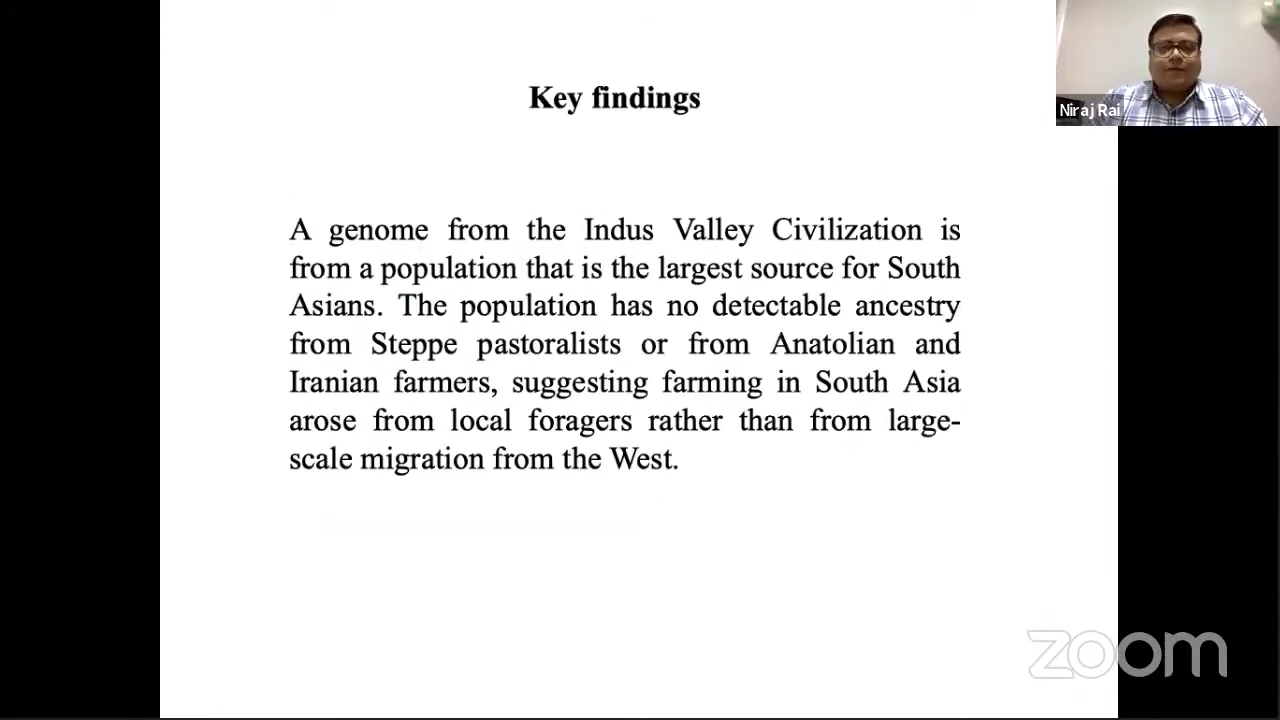 Key findings
Niraj Rai
A genome from the Indus Valley Civilization is
from a population that is the largest source for South
Asians. The population has no detectable ancestry
from Steppe pastoralists or from Anatolian and
Iranian farmers, suggesting farming in South Asia
arose from local foragers rather than from large-
scale migration from the West.
zoom